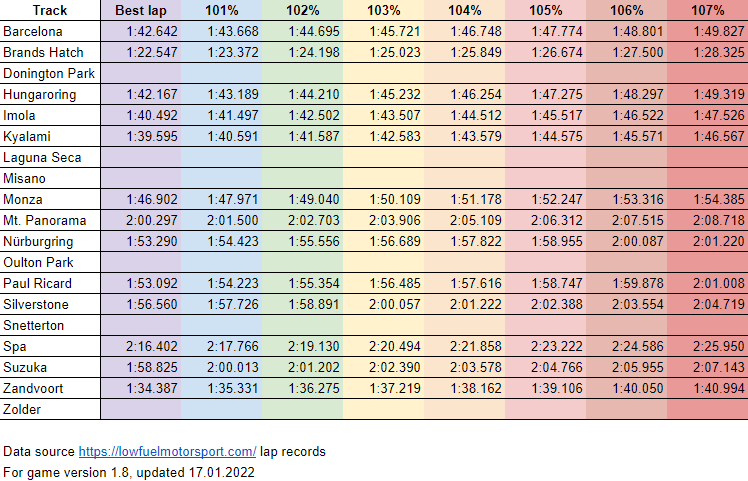 Track Best lap 101% 102% 103% 104% 105% 106% 107%
Barcelona 1:42.642 1:43.668 1:44.695 1:45.721 1:46.748 1:47.774 1:48.801 1:49.827
Brands Hatch 1:22.547 1:23.372 1:24.198 1:25.023 1:25.849 1:26.674 1:27.500 1:28.325
Donington Park
Hungaroring 1:42.167 1:43.189 1:44.210 1:45.232 1:46.254 1:47.275 1:48.297 1:49.319
Imola 1:40.492 1:41.497 1:42.502 1:43.507 1:44.512 1:45.517 1:46.522 1:47.526
Kyalami 1:39.595 1:40.591 1:41.587 1:42.583 1:43.579 1:44.575 1:45.571 1:46.567
Laguna Seca
Misano
Monza 1:46.902 1:47.971 1:49.040 1:50.109 1:51.178 1:52.247 1:53.316 1:54.385
Mt. Panorama 2:00.297 2:01.500 2:02.703 2:03.906 2:05.109 2:06.312 2:07.515 2:08.718
Nürburgring 1:53.290 1:54.423 1:55.556 1:56.689 1:57.822 1:58.955 2:00.087 2:01.220
Oulton Park
Paul Ricard 1:53.092 1:54.223 1:55.354 1:56.485 1:57.616 1:58.747 1:59.878 2:01.008
Silverstone 1:56.560 1:57.726 1:58.891 2:00.057 2:01.222 2:02.388 2:03.554 2:04.719
Snetterton
Spa 2:16.402 2:17.766 2:19.130 2:20.494 2:21.858 2:23.222 2:24.586 2:25.950
Suzuka 1:58.825 2:00.013 2:01.202 2:02.390 2:03.578 2:04.766 2:05.955 2:07.143
Zandvoort 1:34.387 1:35.331 1:36.275 1:37.219 1:38.162 1:39.106 1:40.050 1:40.994
Zolder
Data source https://lowfuelmotorsport.com/ lap records
For game version 1.8, updated 17.01.2022